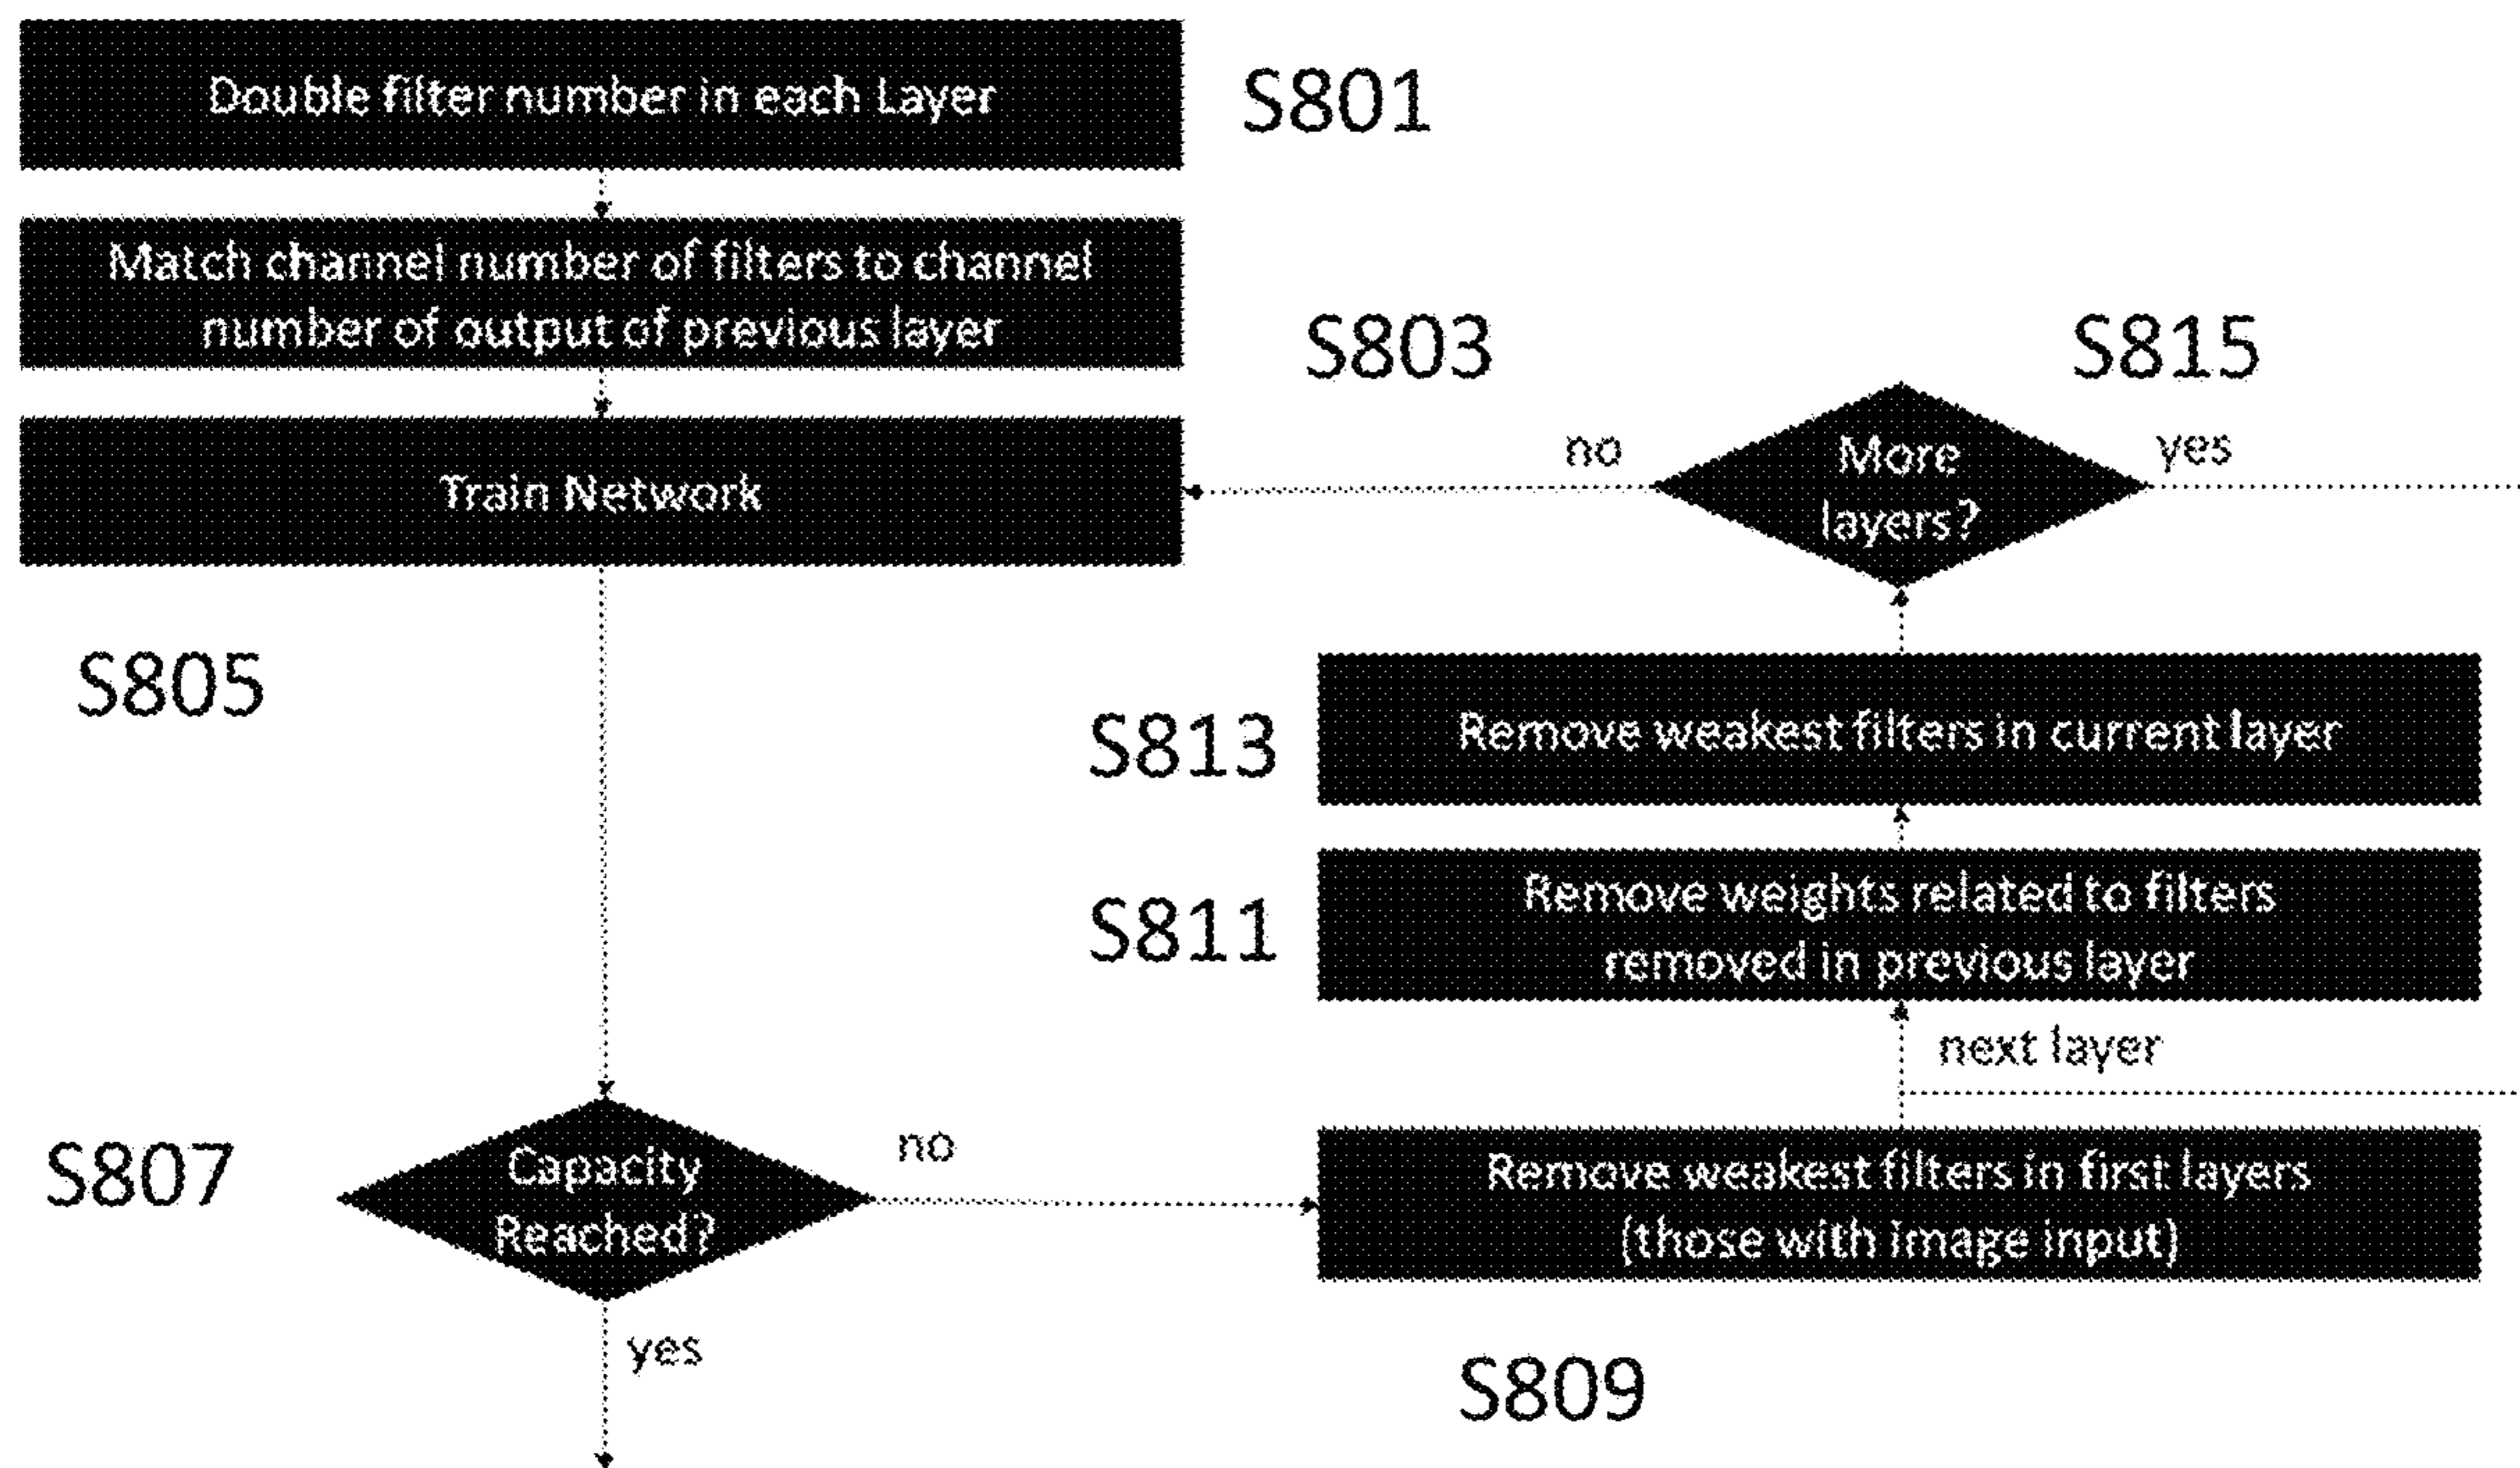 Double filter number in each Layer
S801
Match channel number of filters to channel
number of output of previous layer
S803
S815
Train Network
no
More
layers?
yes
S805
S813
Remove weakest filters in current layer
S811
Remove weights related to filters
removed in previous layer
next layer
S807
Capacity
Reached?
no
Remove weakest filters in first layers
(those with image input)
yes
S809